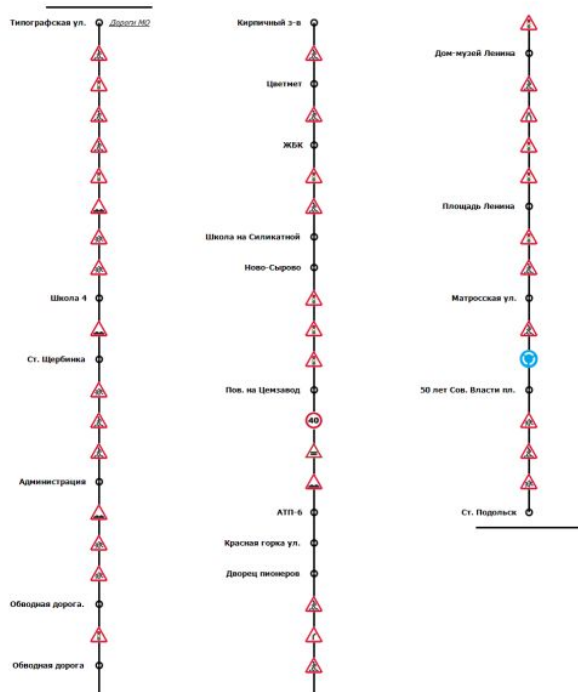 Типографская ул.
Дороги МО
Школа 4
Ст. Щербинка
Администрация
Обводная дорога.
Обводная дорога
Кирпичный з-в
Цветмет
ЖБК
Школа на Силикатной
Ново-Сырово
Пов. на Цемзавод
40
АТП-6
Красная горка ул.
Дворец пионеров
Дом-музей Ленина
Площадь Ленина
Матросская ул.
50 лет Сов. Власти пл.
Ст. Подольск